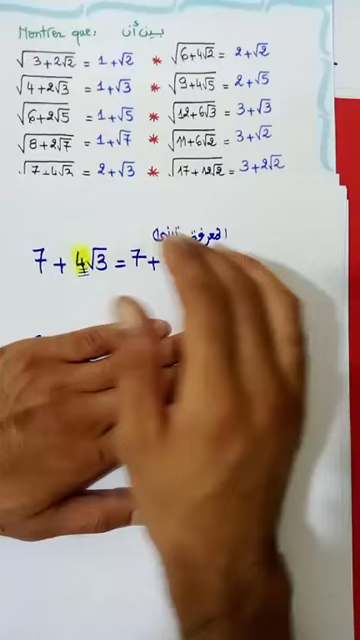 Montrer que: بين أن
√3+2√2 = 1+√2 * √6+4√2 = 2+√2
√4+2√3 = 1+√3 * √9+4√5 = 2+√5
√6+2√5 = 1+√5 * √12+6√3 = 3+√3
√8+2√7 = 1+√7 * √11+6√2 = 3+√2
√7+4√3 = 2+√3 * √17+12√2 = 3+2√2
7 + 4√3 = 7+